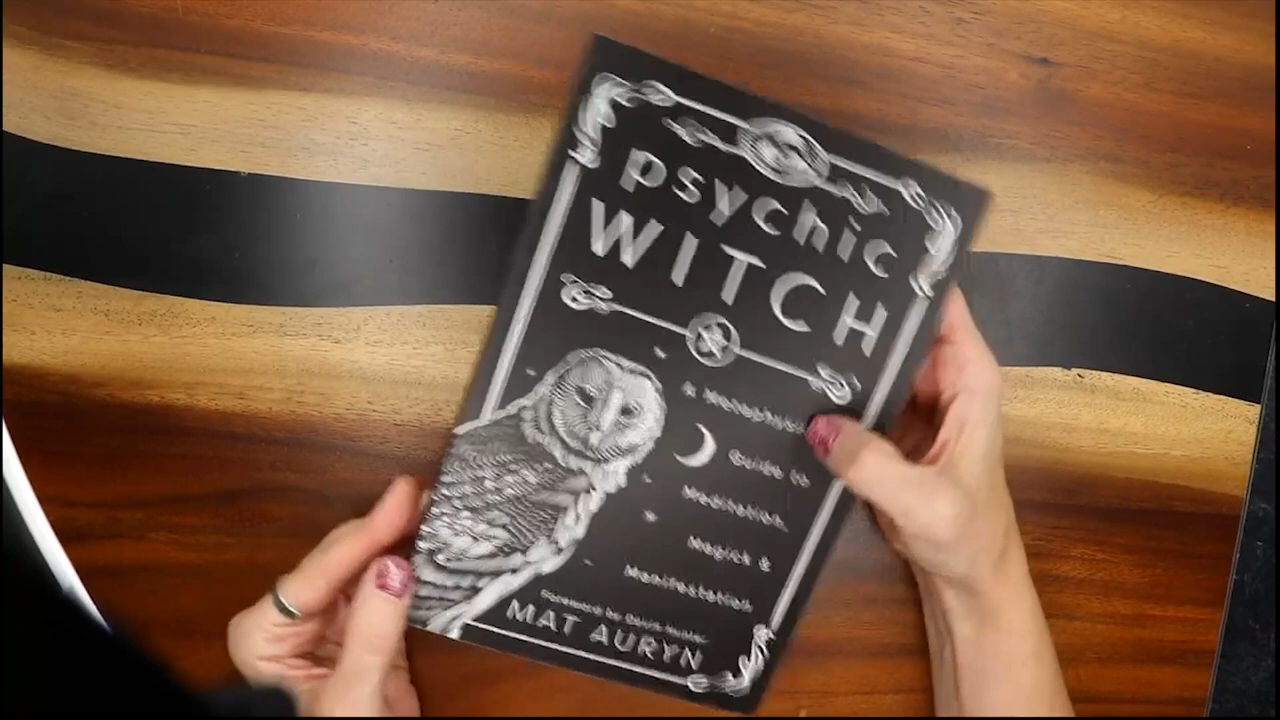 psychic
WITCH
A Metaphysical
Guide to
Meditation,
Magick &
Manifestation
Foreword by Devin Hunter
MAT AURYN